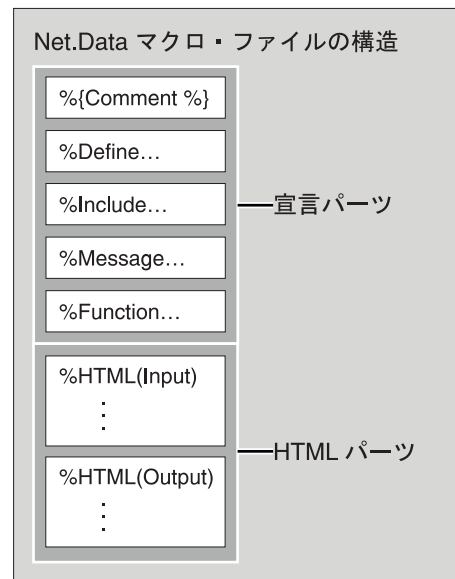 Net.Data マクロ・ファイルの構造
%{Comment %}
%Define…
%Include…
宣言パーツ
%Message…
%Function…
%HTML(Input)
⋮
HTML パーツ
%HTML(Output)
⋮